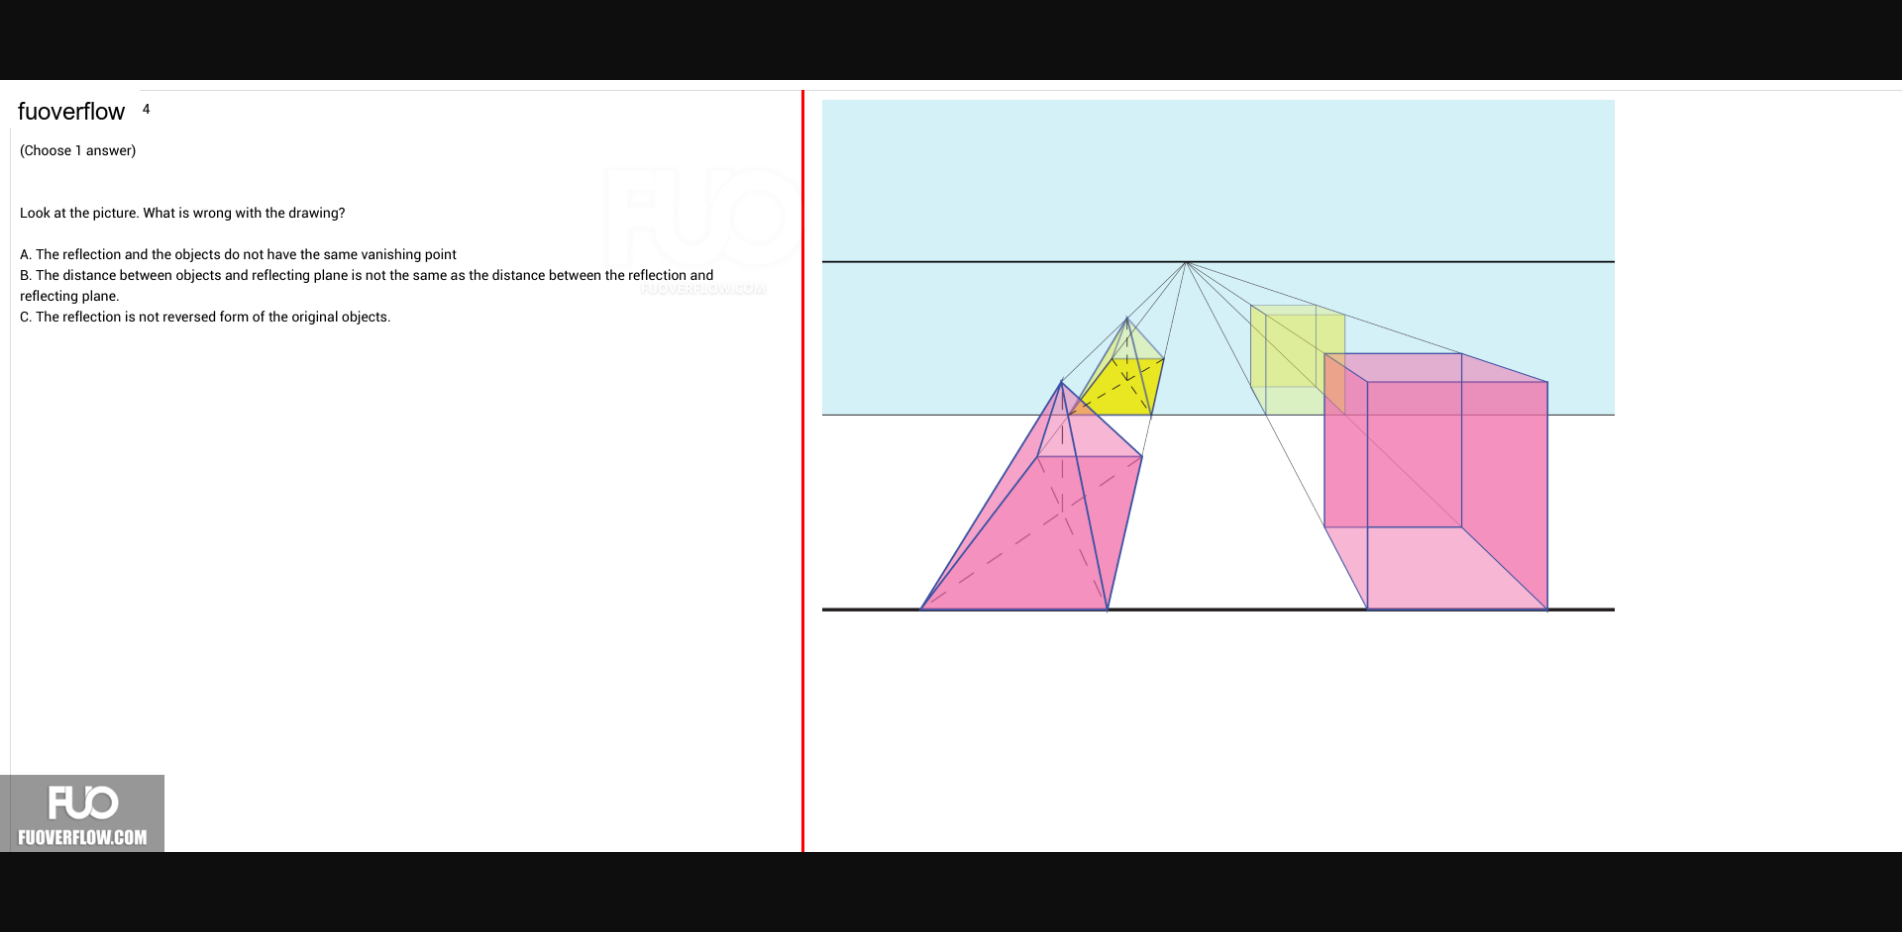 fuoverflow 4
(Choose 1 answer)
FUO
Look at the picture. What is wrong with the drawing?
A. The reflection and the objects do not have the same vanishing point
B. The distance between objects and reflecting plane is not the same as the distance between the reflection and
reflecting plane.
FUOVERFLOW.COM
C. The reflection is not reversed form of the original objects.
FUO
FUOVERFLOW.COM